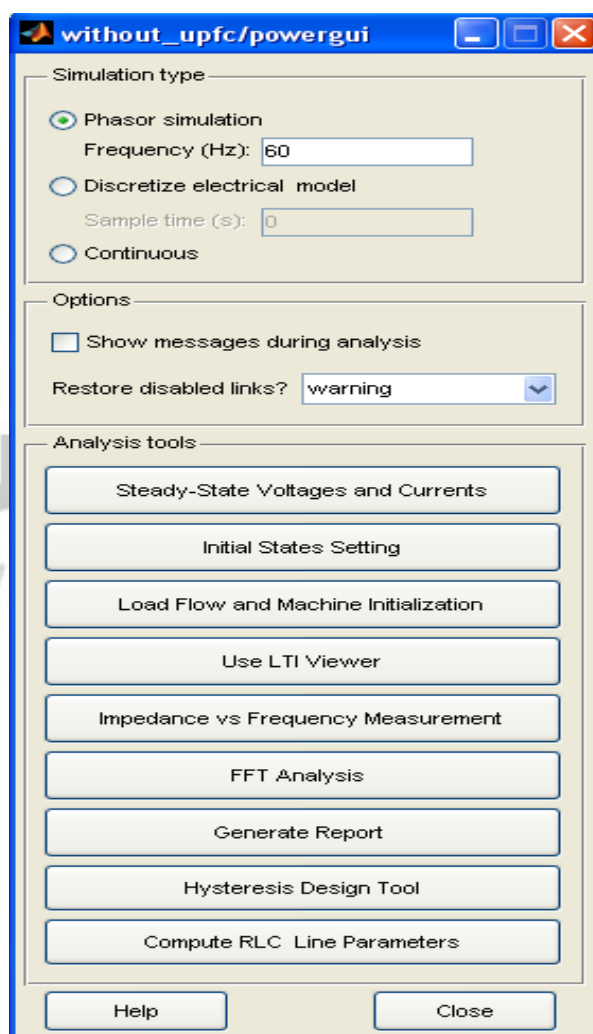 without_upfc/powergui
Simulation type
Phasor simulation
Frequency (Hz): 60
Discretize electrical model
Sample time (s): 0
Continuous
Options
Show messages during analysis
Restore disabled links? warning
Analysis tools
Steady-State Voltages and Currents
Initial States Setting
Load Flow and Machine Initialization
Use LTI Viewer
Impedance vs Frequency Measurement
FFT Analysis
Generate Report
Hysteresis Design Tool
Compute RLC Line Parameters
Help Close